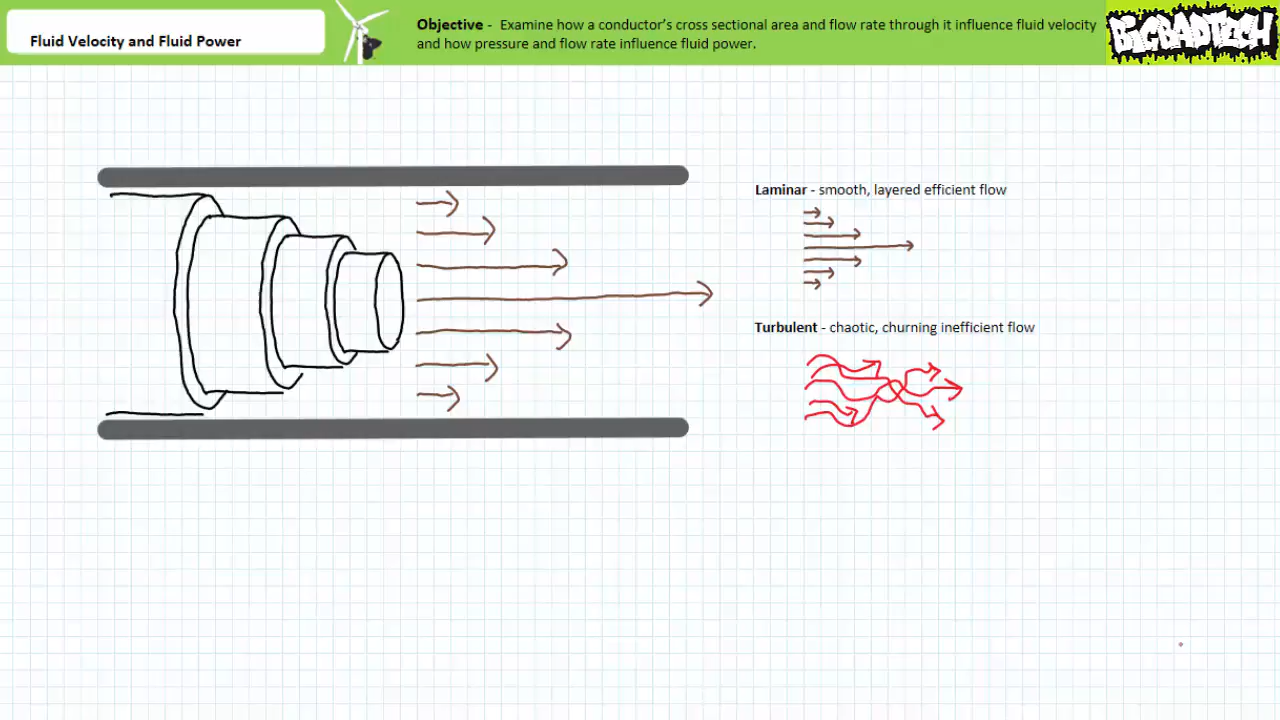 Fluid Velocity and Fluid Power
Objective - Examine how a conductor's cross sectional area and flow rate through it influence fluid velocity
and how pressure and flow rate influence fluid power.
BIGBADTECH
Laminar - smooth, layered efficient flow
Turbulent - chaotic, churning inefficient flow